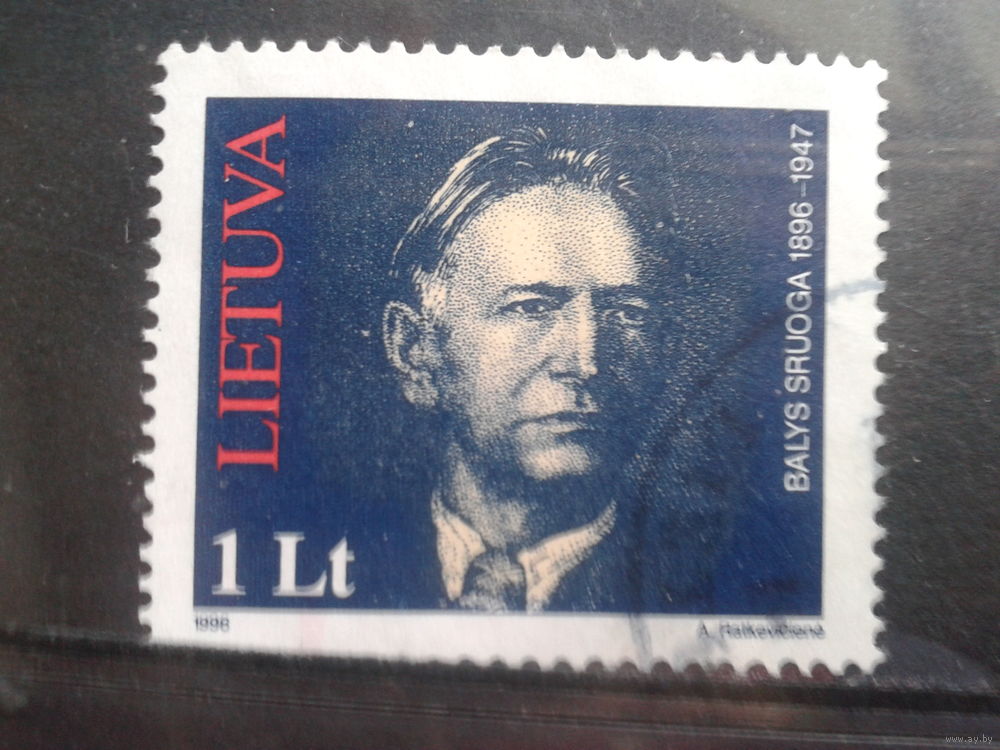 LIETUVA
BALYS SRUOGA 1896–1947
1 Lt
1996
A. Ratkevičienė
www.ay.by